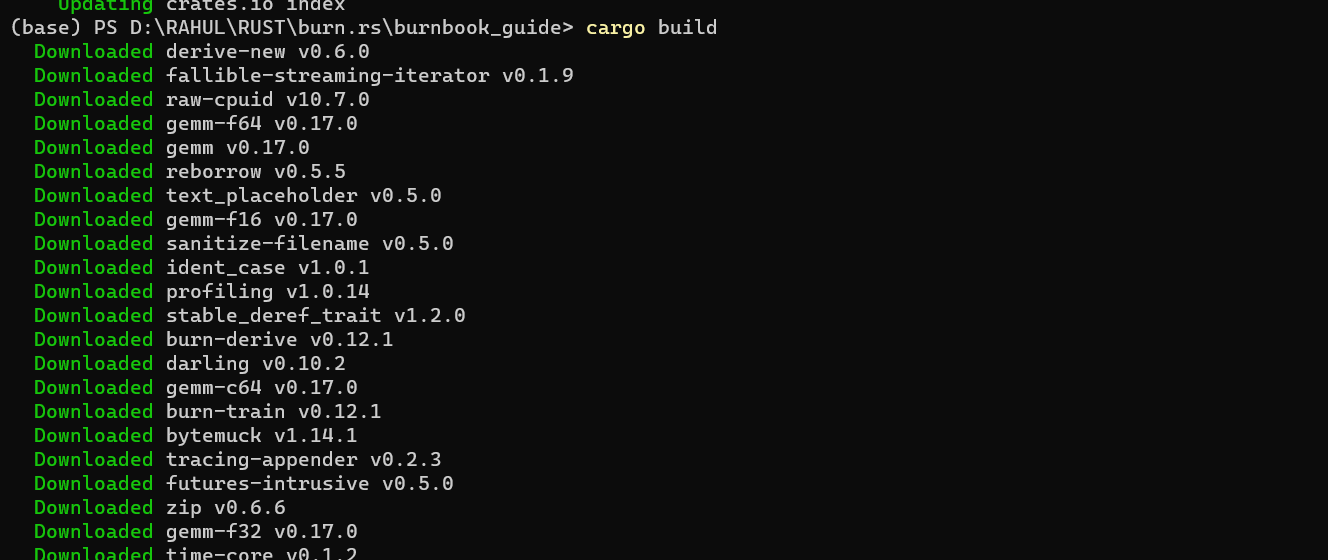 Updating crates.io index
(base) PS D:\RAHUL\RUST\burn.rs\burnbook_guide> cargo build
Downloaded derive-new v0.6.0
Downloaded fallible-streaming-iterator v0.1.9
Downloaded raw-cpuid v10.7.0
Downloaded gemm-f64 v0.17.0
Downloaded gemm v0.17.0
Downloaded reborrow v0.5.5
Downloaded text_placeholder v0.5.0
Downloaded gemm-f16 v0.17.0
Downloaded sanitize-filename v0.5.0
Downloaded ident_case v1.0.1
Downloaded profiling v1.0.14
Downloaded stable_deref_trait v1.2.0
Downloaded burn-derive v0.12.1
Downloaded darling v0.10.2
Downloaded gemm-c64 v0.17.0
Downloaded burn-train v0.12.1
Downloaded bytemuck v1.14.1
Downloaded tracing-appender v0.2.3
Downloaded futures-intrusive v0.5.0
Downloaded zip v0.6.6
Downloaded gemm-f32 v0.17.0
Downloaded time-core v0.1.2